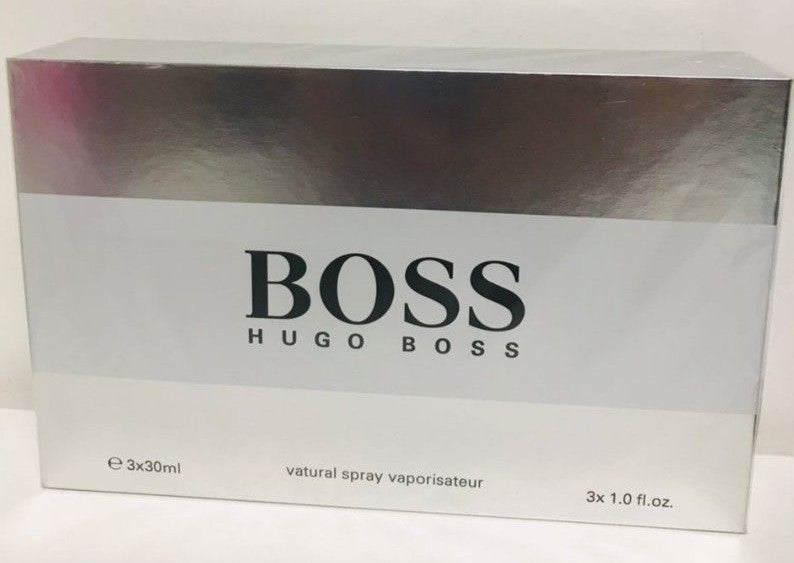 BOSS
HUGO BOSS
℮ 3x30ml
vatural spray vaporisateur
3x 1.0 fl.oz.